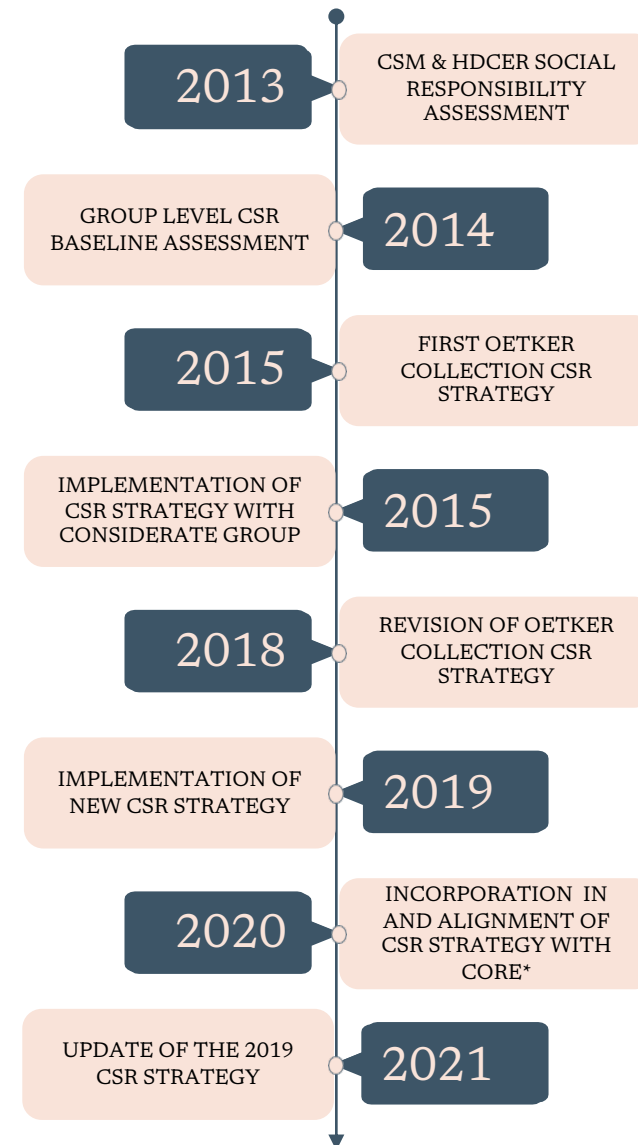 2013
CSM & HDCER SOCIAL
RESPONSIBILITY
ASSESSMENT
GROUP LEVEL CSR
BASELINE ASSESSMENT
2014
2015
FIRST OETKER
COLLECTION CSR
STRATEGY
IMPLEMENTATION OF
CSR STRATEGY WITH
CONSIDERATE GROUP
2015
2018
REVISION OF OETKER
COLLECTION CSR
STRATEGY
IMPLEMENTATION OF
NEW CSR STRATEGY
2019
2020
INCORPORATION IN
AND ALIGNMENT OF
CSR STRATEGY WITH
CORE*
UPDATE OF THE 2019
CSR STRATEGY
2021